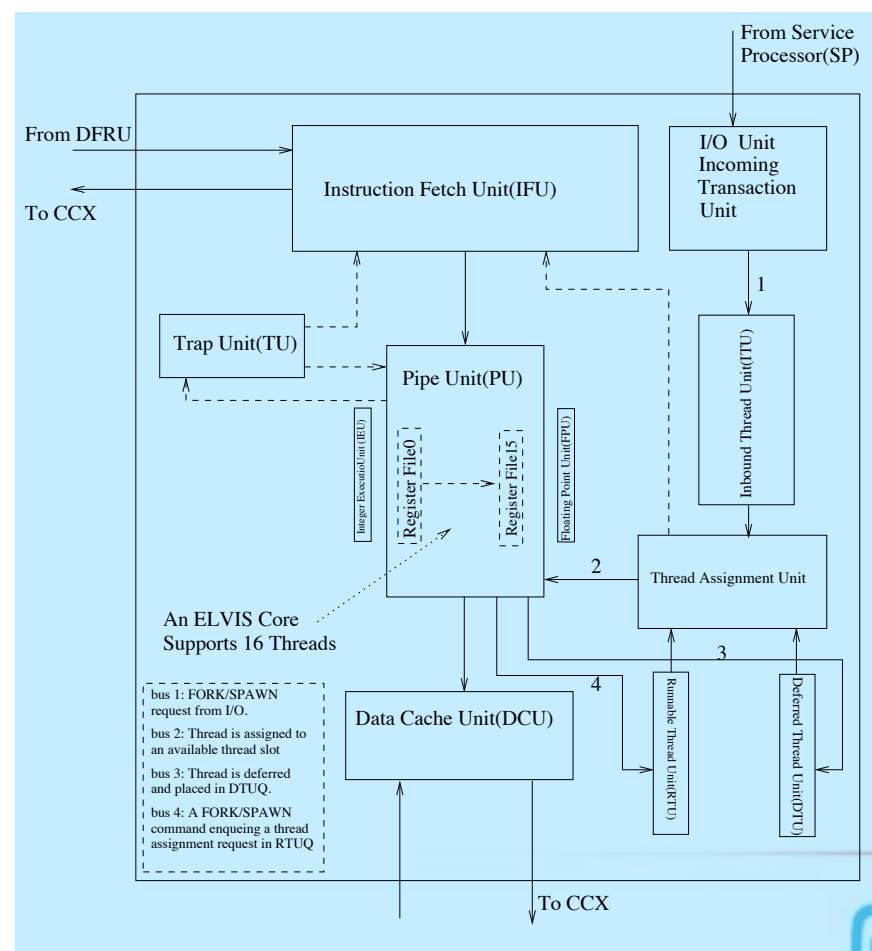 From Service
Processor(SP)
From DFRU
To CCX
Instruction Fetch Unit(IFU)
I/O Unit
Incoming
Transaction
Unit
1
Trap Unit(TU)
Pipe Unit(PU)
Inbound Thread Unit(ITU)
Integer ExecutioUnit (IEU)
Register File0
Register File15
Floating Point Unit(FPU)
2
Thread Assignment Unit
An ELVIS Core
Supports 16 Threads
3
4
Runnable Thread Unit(RTU)
Deferred Thread Unit(DTU)
Data Cache Unit(DCU)
bus 1: FORK/SPAWN
request from I/O.
bus 2: Thread is assigned to
an available thread slot
bus 3: Thread is deferred
and placed in DTUQ.
bus 4: A FORK/SPAWN
command enqueing a thread
assignment request in RTUQ
To CCX